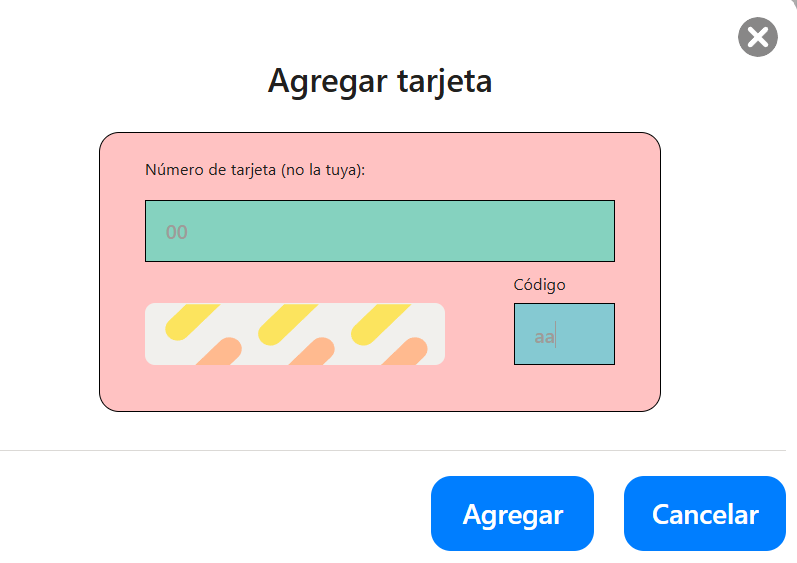 Agregar tarjeta
Número de tarjeta (no la tuya):
00
Código
aa
Agregar
Cancelar